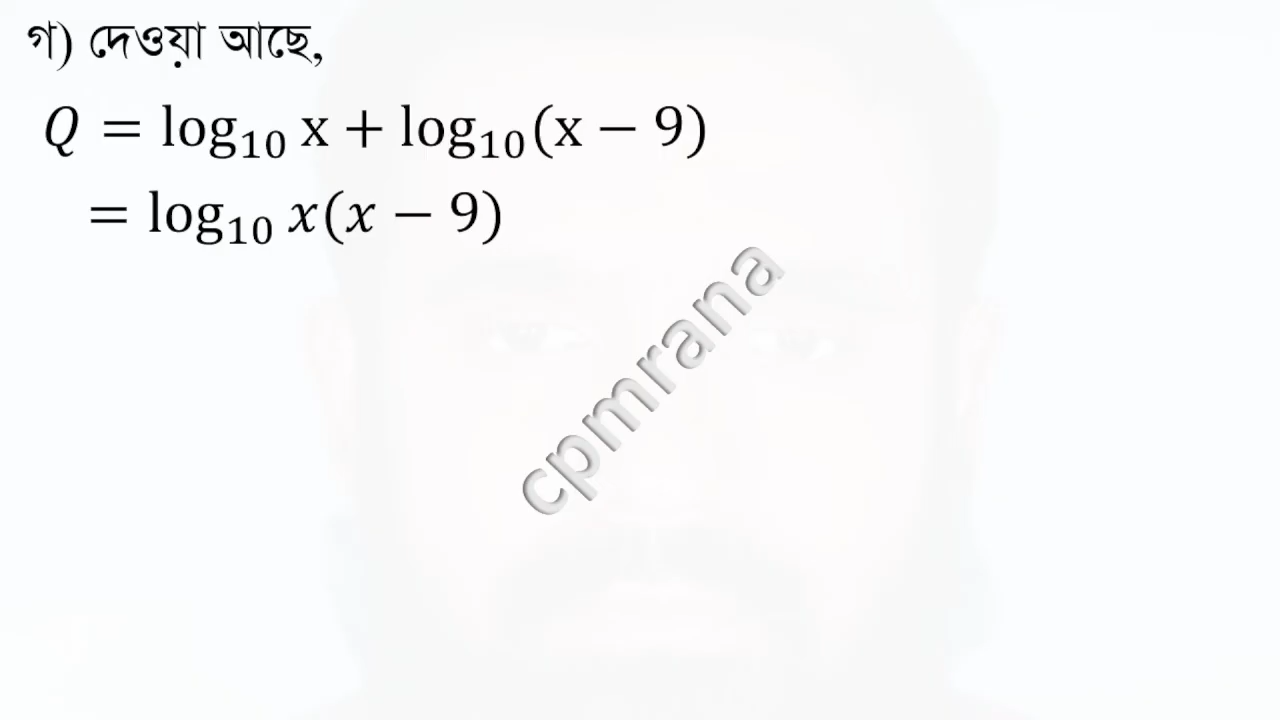 গ) দেওয়া আছে,
Q = log₁₀ x + log₁₀(x − 9)
= log₁₀ x(x − 9)
cpmrana